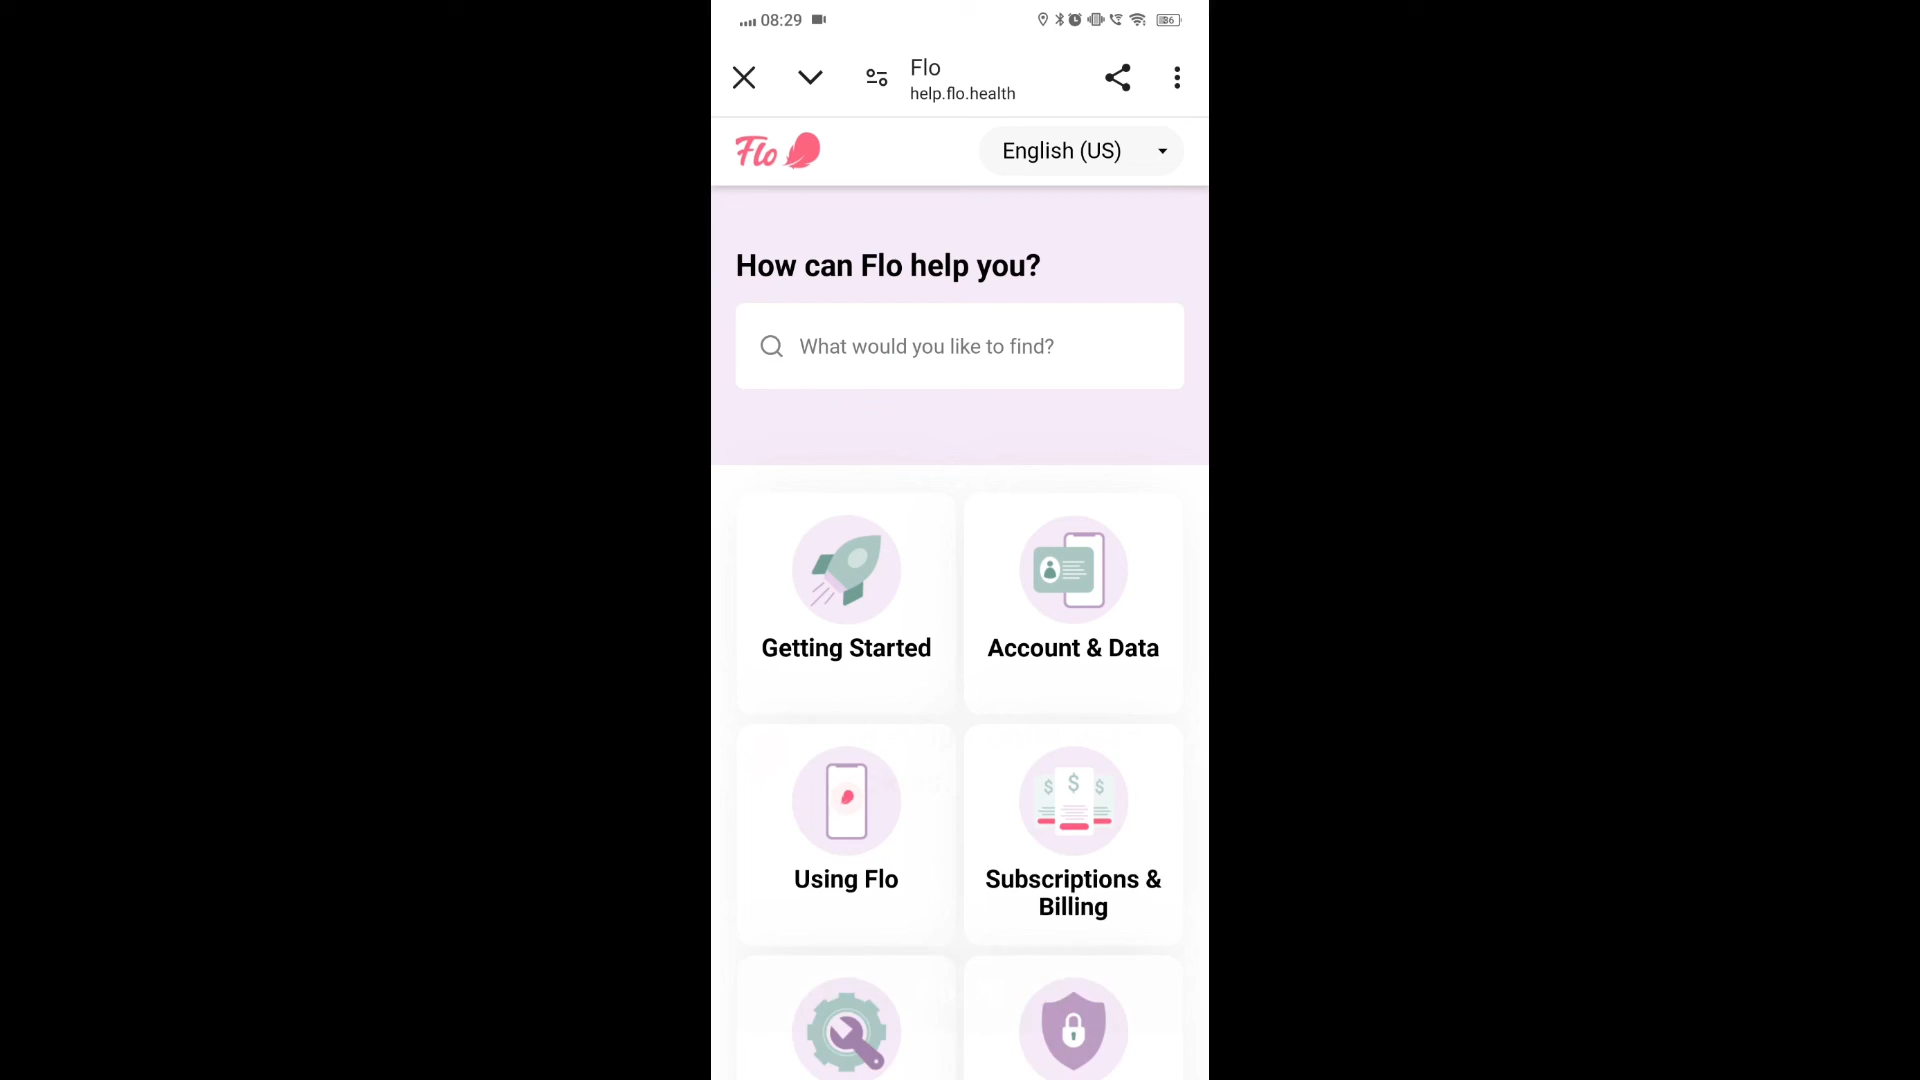 08:29
36
Flo
help.flo.health
Flo
English (US)
How can Flo help you?
What would you like to find?
Getting Started
Account & Data
$ $ $
Using Flo
Subscriptions &
Billing